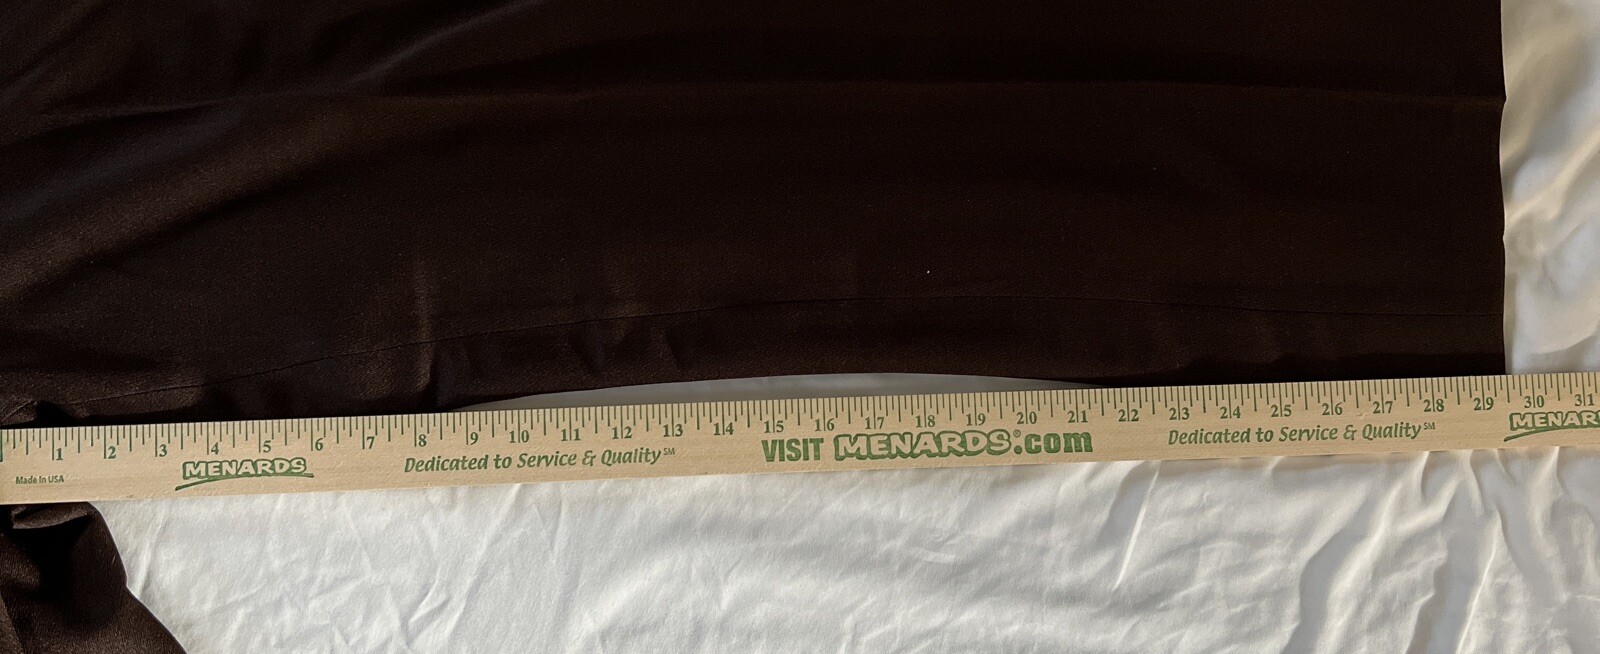 1 2 3 4 5 6 7 8 9 10 11 12 13 14 15 16 17 18 19 20 21 22 23 24 25 26 27 28 29 30 31
Made In USA MENARDS Dedicated to Service & Quality SM VISIT MENARDS®.com Dedicated to Service & Quality SM MENARDS